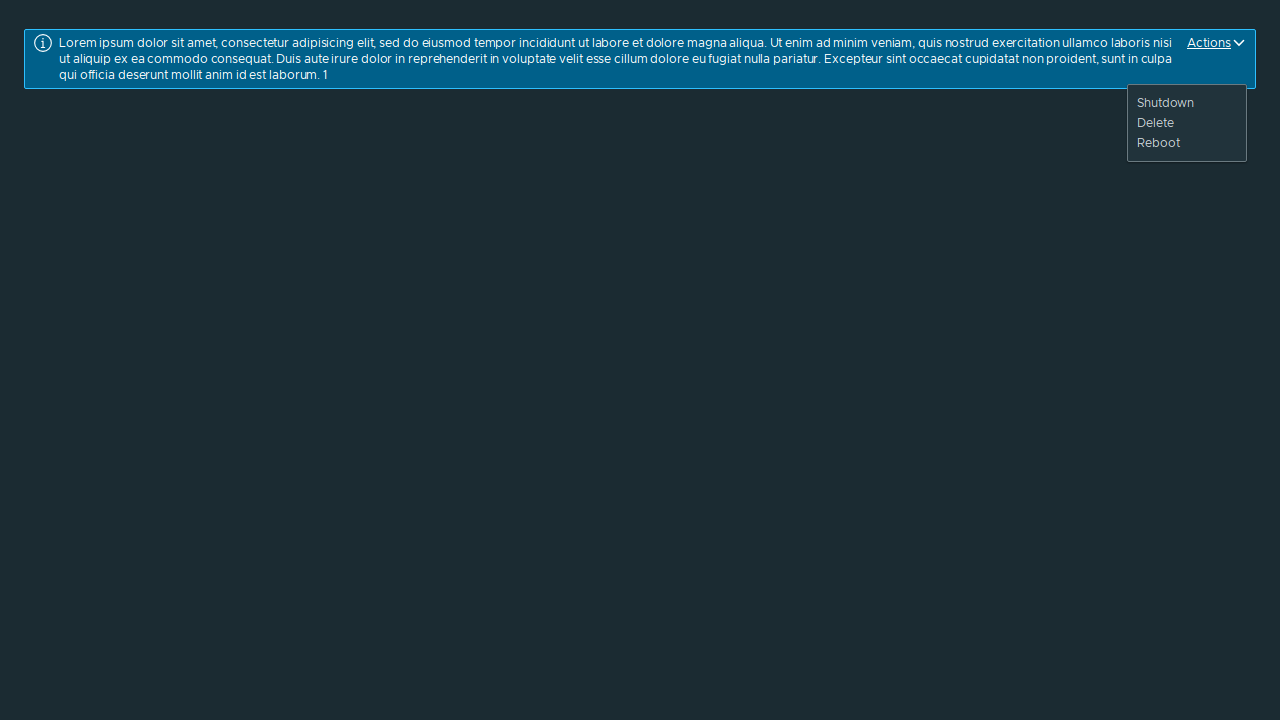 Lorem ipsum dolor sit amet, consectetur adipisicing elit, sed do eiusmod tempor incididunt ut labore et dolore magna aliqua. Ut enim ad minim veniam, quis nostrud exercitation ullamco laboris nisi
ut aliquip ex ea commodo consequat. Duis aute irure dolor in reprehenderit in voluptate velit esse cillum dolore eu fugiat nulla pariatur. Excepteur sint occaecat cupidatat non proident, sunt in culpa
qui officia deserunt mollit anim id est laborum. 1
Actions
Shutdown
Delete
Reboot